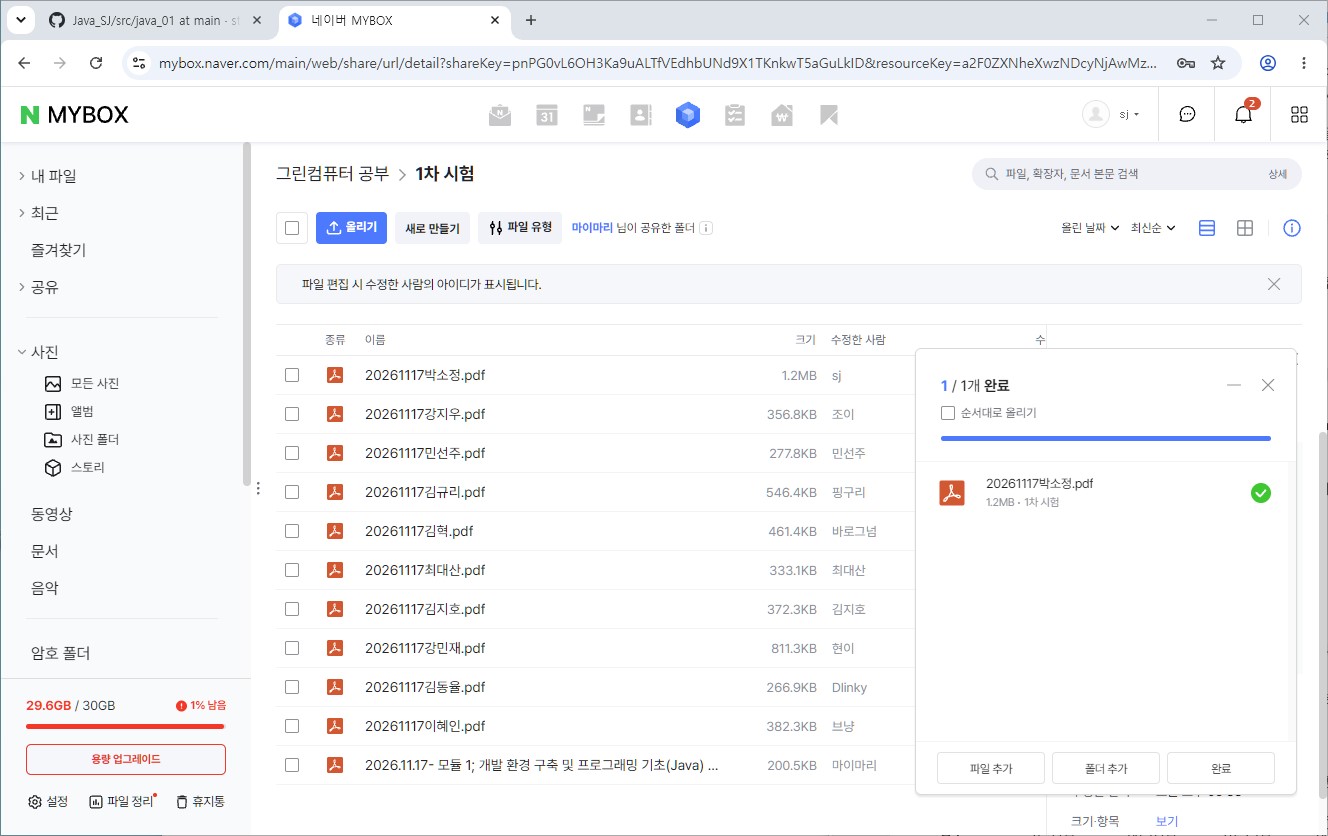 Java_SJ/src/java_01 at main · s
네이버 MYBOX
mybox.naver.com/main/web/share/url/detail?shareKey=pnPG0vL6OH3Ka9uALTfVEdhbUNd9X1TKnkwT5aGuLkID&resourceKey=a2F0ZXNheXwzNDcyNjAwMz...
N MYBOX
31
W
sj
2
내 파일
최근
즐겨찾기
공유
사진
모든 사진
앨범
사진 폴더
스토리
동영상
문서
음악
암호 폴더
29.6GB / 30GB
1% 남음
용량 업그레이드
설정
파일 정리
휴지통
그린컴퓨터 공부 > 1차 시험
파일, 확장자, 문서 본문 검색
상세
올리기
새로 만들기
파일 유형
마이마리 님이 공유한 폴더
올린 날짜
최신순
파일 편집 시 수정한 사람의 아이디가 표시됩니다.
종류 이름 크기 수정한 사람 수
20261117박소정.pdf 1.2MB sj
20261117강지우.pdf 356.8KB 조이
20261117민선주.pdf 277.8KB 민선주
20261117김규리.pdf 546.4KB 핑구리
20261117김혁.pdf 461.4KB 바로그넘
20261117최대산.pdf 333.1KB 최대산
20261117김지호.pdf 372.3KB 김지호
20261117강민재.pdf 811.3KB 현이
20261117김동율.pdf 266.9KB Dlinky
20261117이혜인.pdf 382.3KB 브냥
2026.11.17- 모듈 1; 개발 환경 구축 및 프로그래밍 기초(Java) ... 200.5KB 마이마리
1 / 1개 완료
순서대로 올리기
20261117박소정.pdf
1.2MB · 1차 시험
파일 추가
폴더 추가
완료
크기·항목
보기